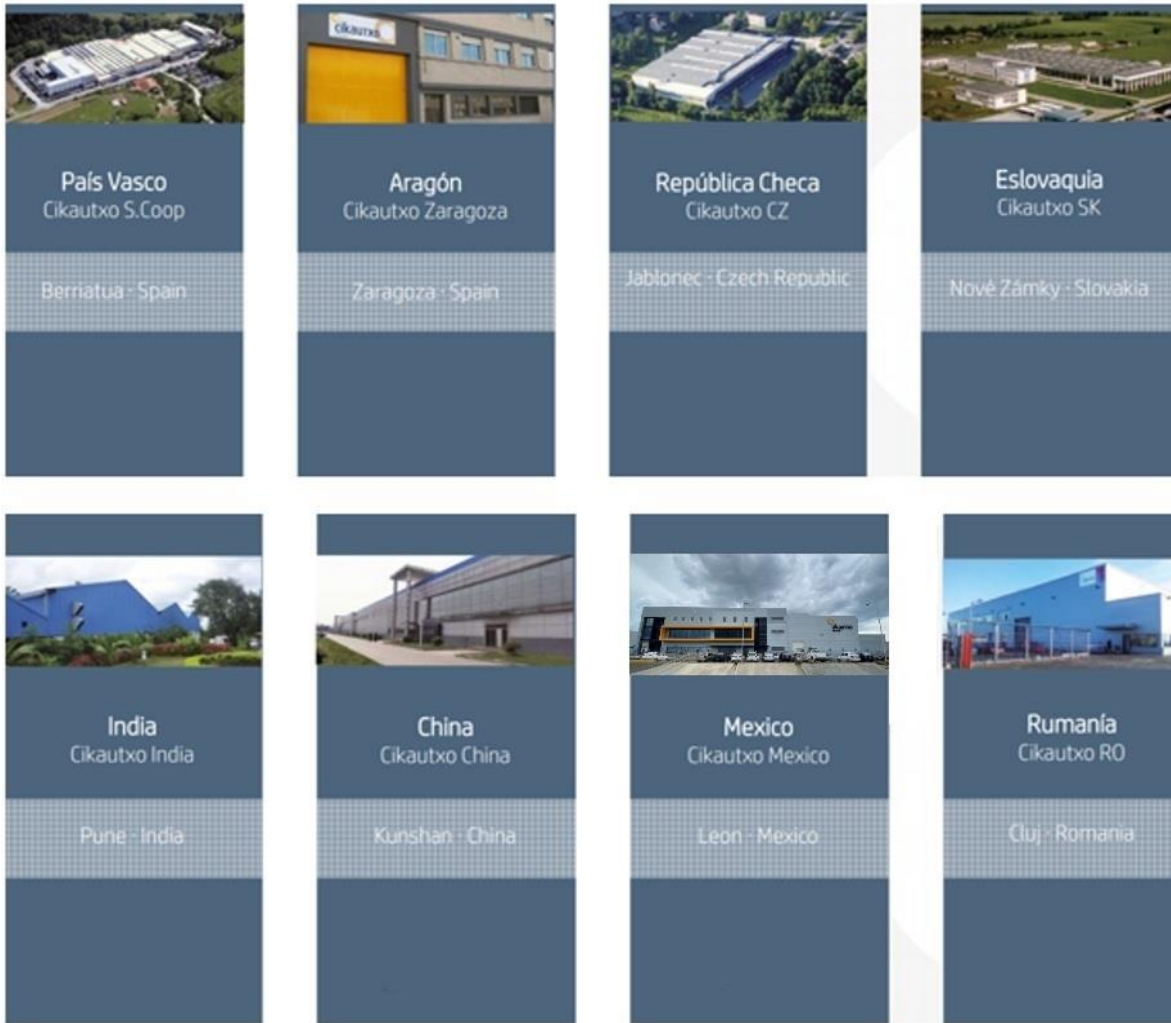 cikautxo
País Vasco
Cikautxo S.Coop
Berriatua · Spain
Aragón
Cikautxo Zaragoza
Zaragoza · Spain
República Checa
Cikautxo CZ
Jablonec · Czech Republic
Eslovaquia
Cikautxo SK
Nové Zámky · Slovakia
India
Cikautxo India
Pune · India
China
Cikautxo China
Kunshan · China
Mexico
Cikautxo Mexico
Leon · Mexico
Rumanía
Cikautxo RO
Cluj · Romania